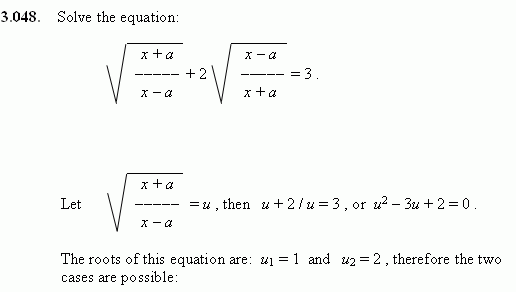 3.048. Solve the equation:
x + a
x – a
------ + 2 ------ = 3 .
x – a
x + a
x + a
Let ------ = u , then u + 2 / u = 3 , or u² – 3u + 2 = 0 .
x – a
The roots of this equation are: u₁ = 1 and u₂ = 2 , therefore the two
cases are possible: